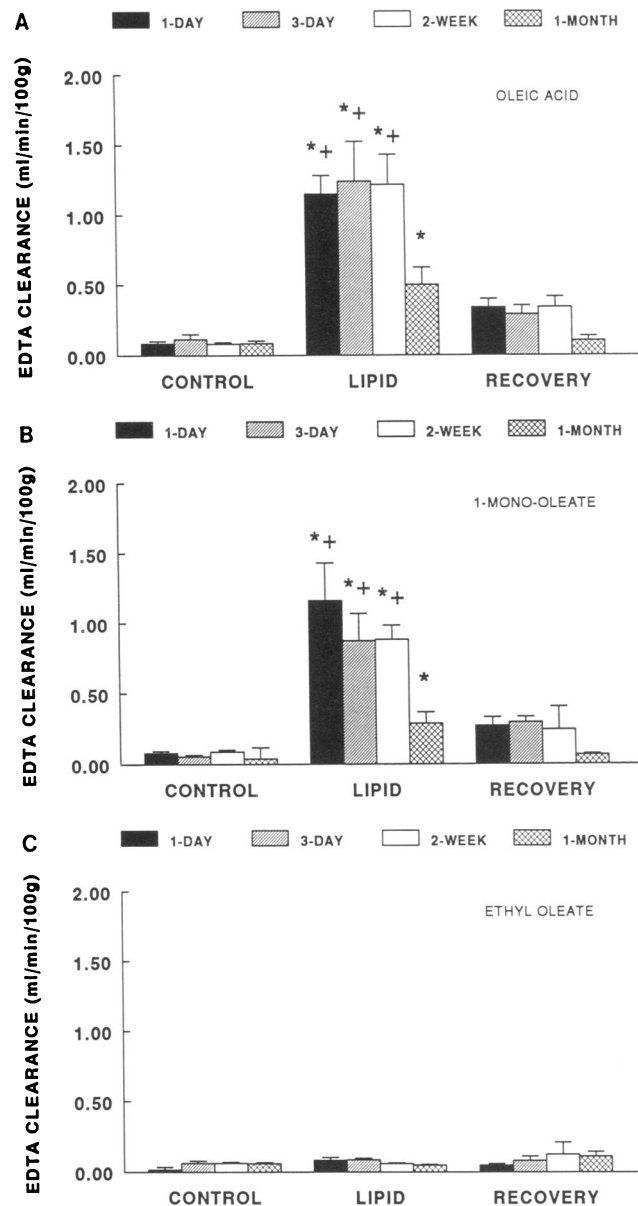 A
1-DAY 3-DAY 2-WEEK 1-MONTH
EDTA CLEARANCE (ml/min/100g)
2.00
OLEIC ACID
1.50
1.00
0.50
0.00
*+ *+ *+ *
CONTROL LIPID RECOVERY
B
1-DAY 3-DAY 2-WEEK 1-MONTH
EDTA CLEARANCE (ml/min/100g)
2.00
1-MONO-OLEATE
1.50
1.00
0.50
0.00
*+ *+ *+ *
CONTROL LIPID RECOVERY
C
1-DAY 3-DAY 2-WEEK 1-MONTH
EDTA CLEARANCE (ml/min/100g)
2.00
ETHYL OLEATE
1.50
1.00
0.50
0.00
CONTROL LIPID RECOVERY